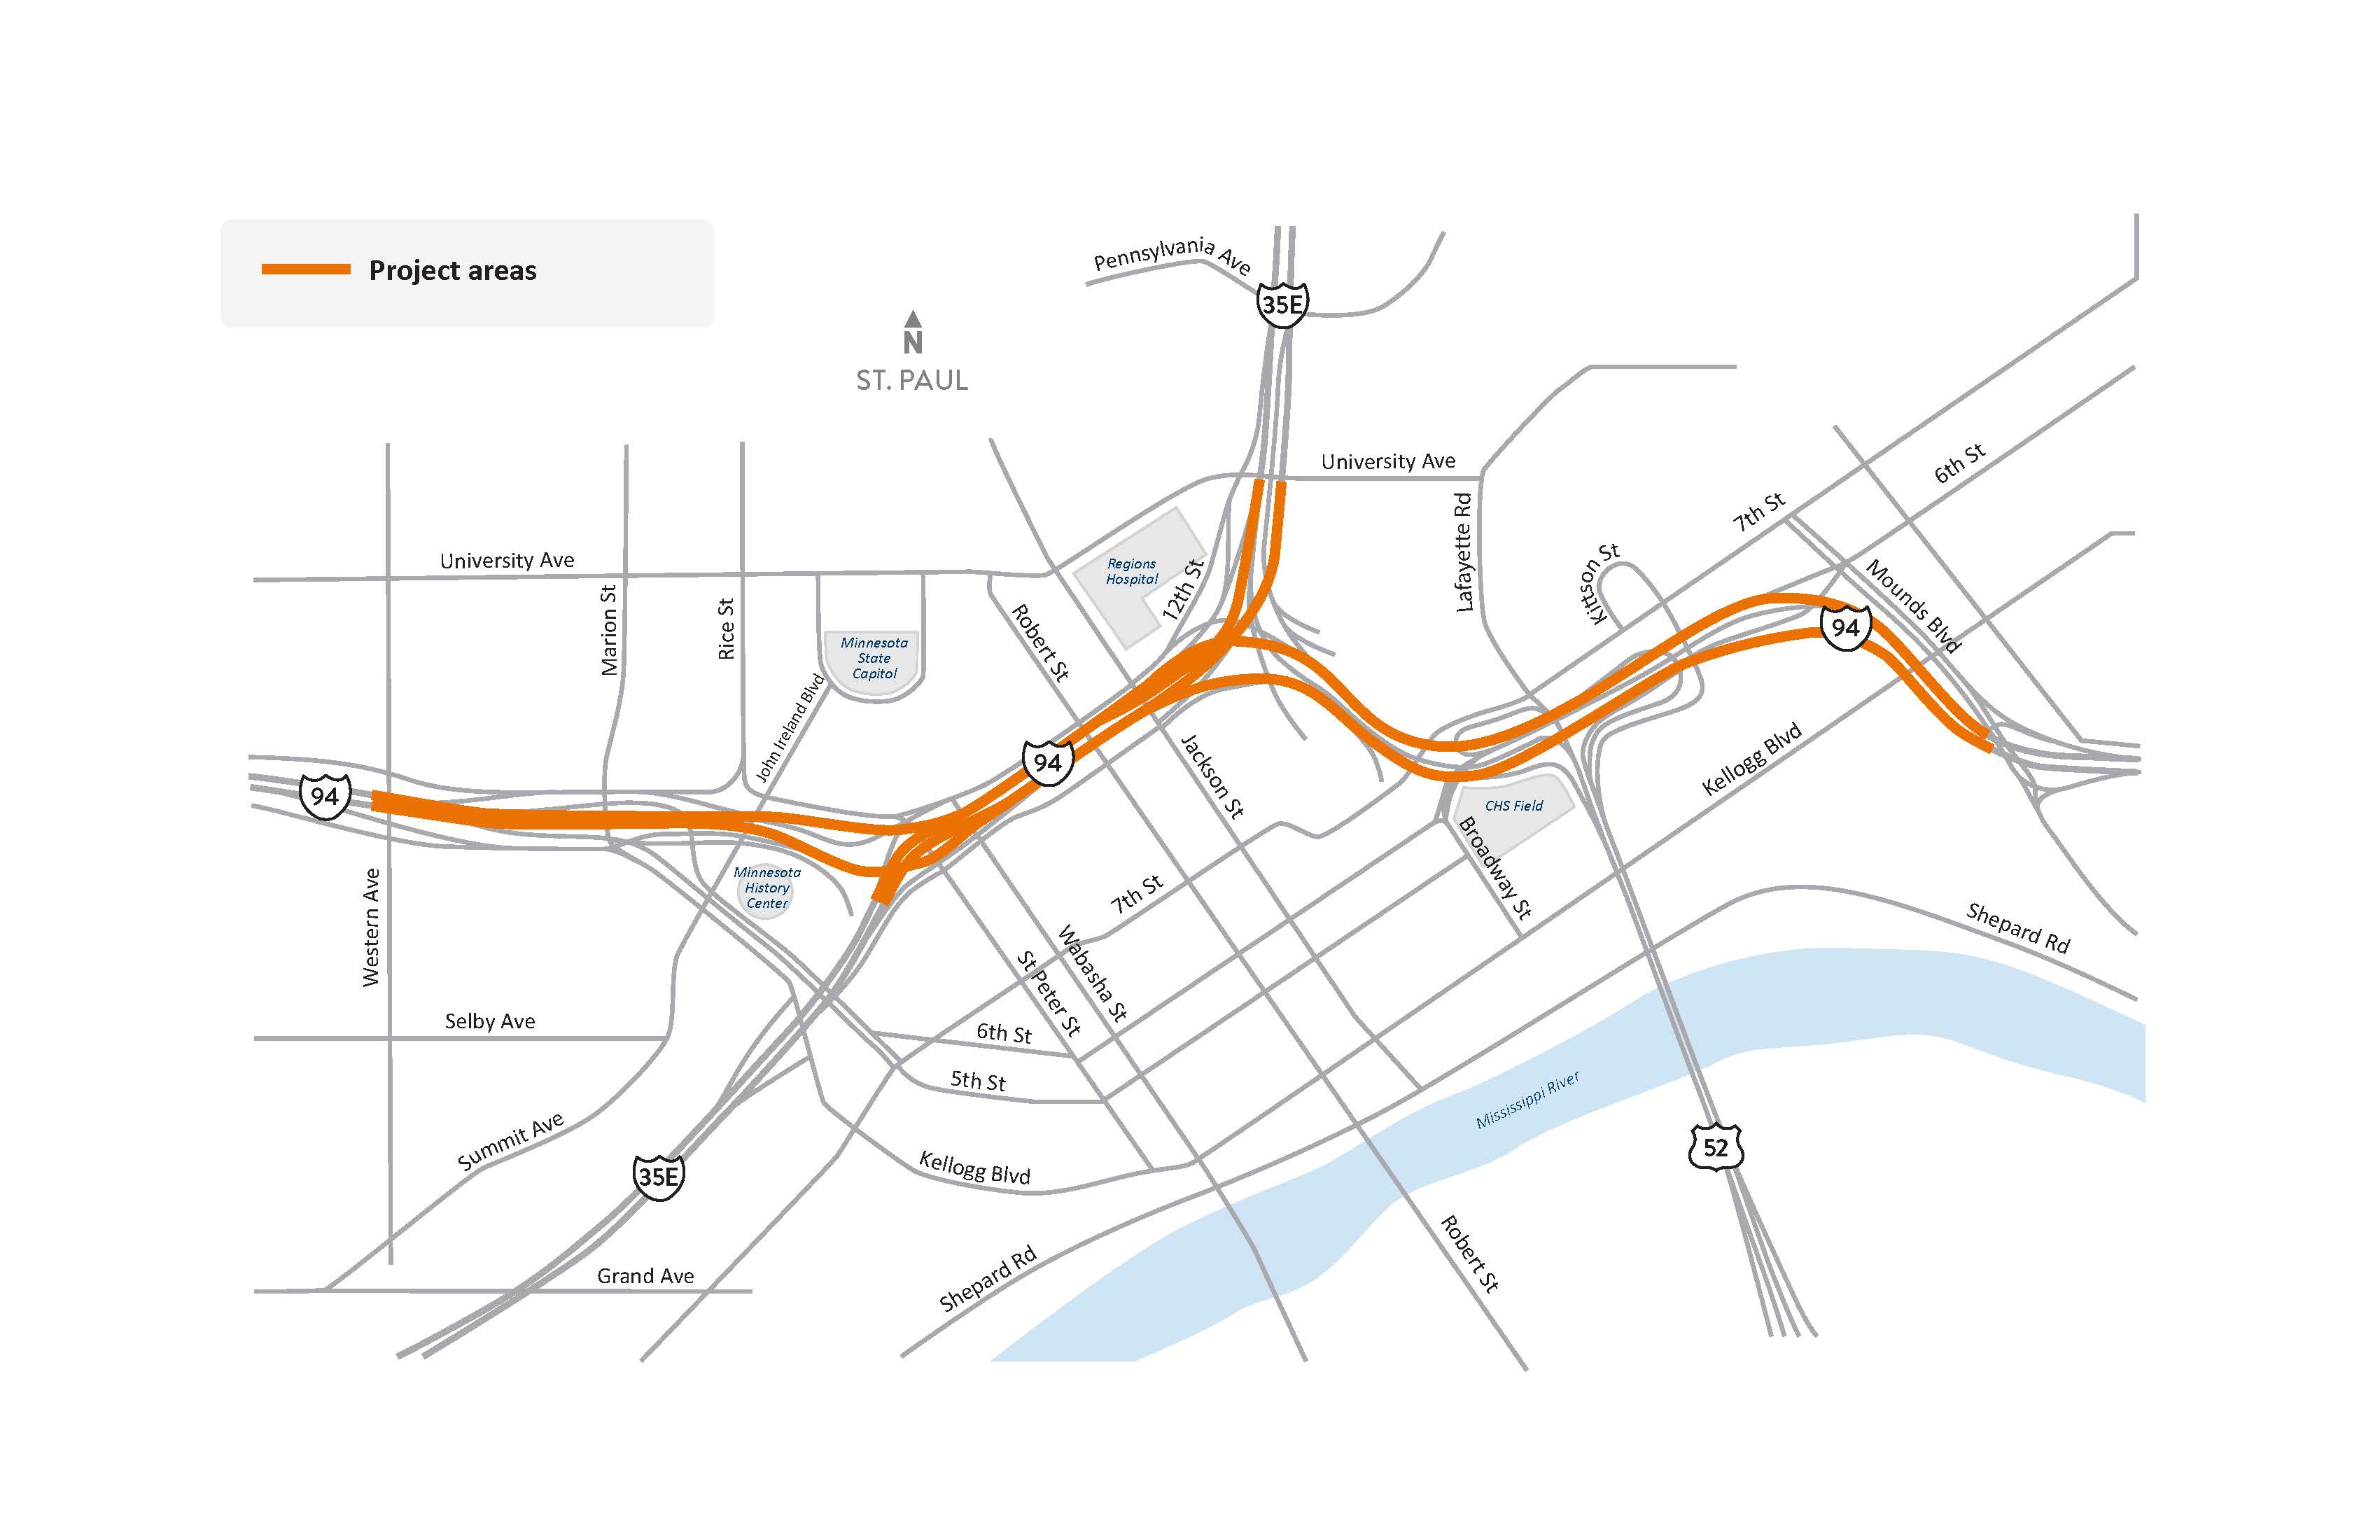 Project areas
N
ST. PAUL
Pennsylvania Ave
35E
University Ave
6th St
7th St
Lafayette Rd
Kittson St
Mounds Blvd
94
University Ave
Marion St
Rice St
Regions
Hospital
12th St
Robert St
Minnesota
State
Capitol
John Ireland Blvd
94
94
Jackson St
Kellogg Blvd
CHS Field
Broadway St
Western Ave
Minnesota
History
Center
7th St
Wabasha St
St Peter St
Shepard Rd
Selby Ave
6th St
5th St
Mississippi River
Summit Ave
Kellogg Blvd
35E
52
Robert St
Shepard Rd
Grand Ave